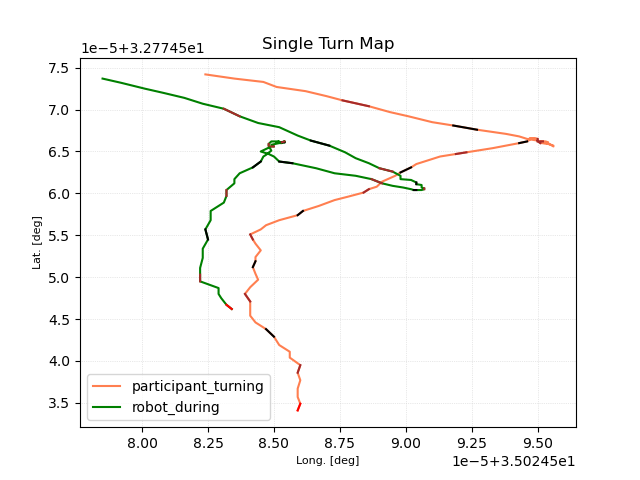 Single Turn Map
1e−5+3.27745e1
7.5
7.0
6.5
6.0
5.5
5.0
4.5
4.0
3.5
Lat. [deg]
participant_turning
robot_during
8.00 8.25 8.50 8.75 9.00 9.25 9.50
Long. [deg]
1e−5+3.50245e1